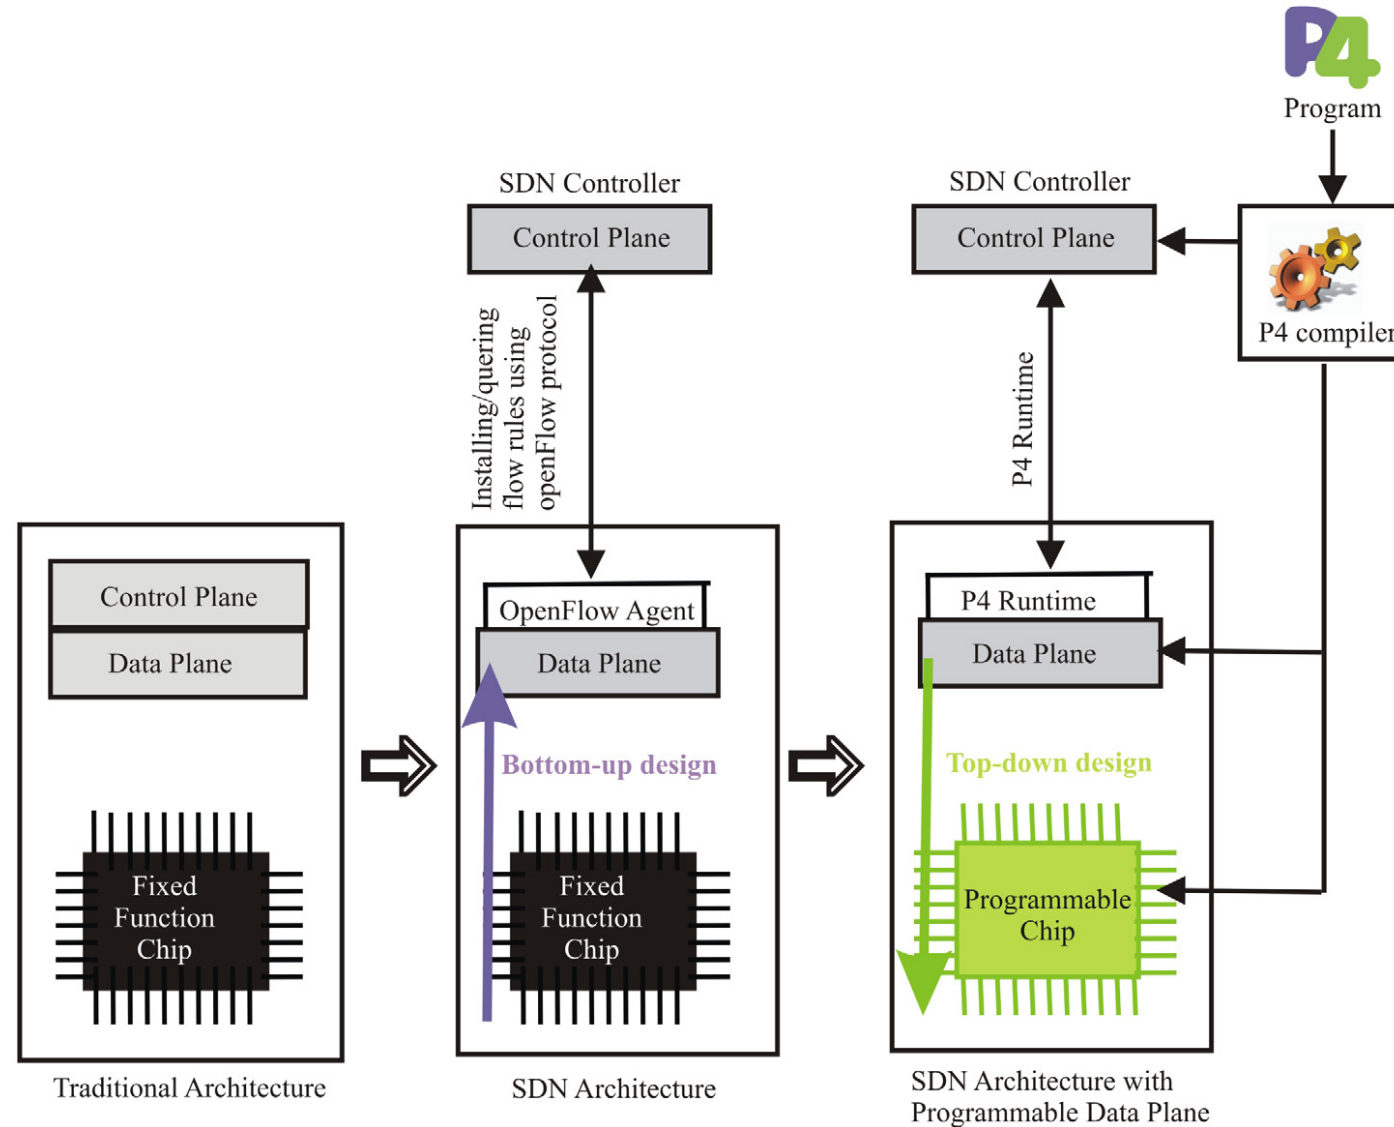 P4
Program
SDN Controller
Control Plane
SDN Controller
Control Plane
P4 compiler
Installing/quering
flow rules using
openFlow protocol
P4 Runtime
Control Plane
Data Plane
OpenFlow Agent
Data Plane
P4 Runtime
Data Plane
Bottom-up design
Top-down design
Fixed
Function
Chip
Fixed
Function
Chip
Programmable
Chip
Traditional Architecture
SDN Architecture
SDN Architecture with
Programmable Data Plane